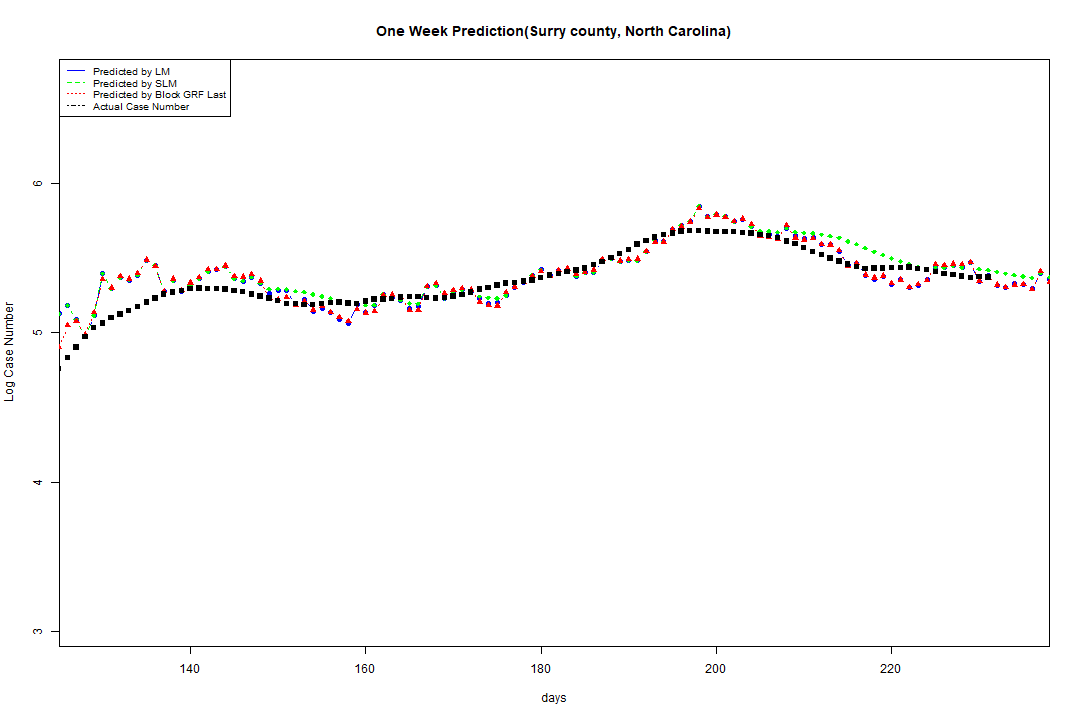 One Week Prediction(Surry county, North Carolina)
Predicted by LM
Predicted by SLM
Predicted by Block GRF Last
Actual Case Number
6
5
4
3
Log Case Number
140 160 180 200 220
days